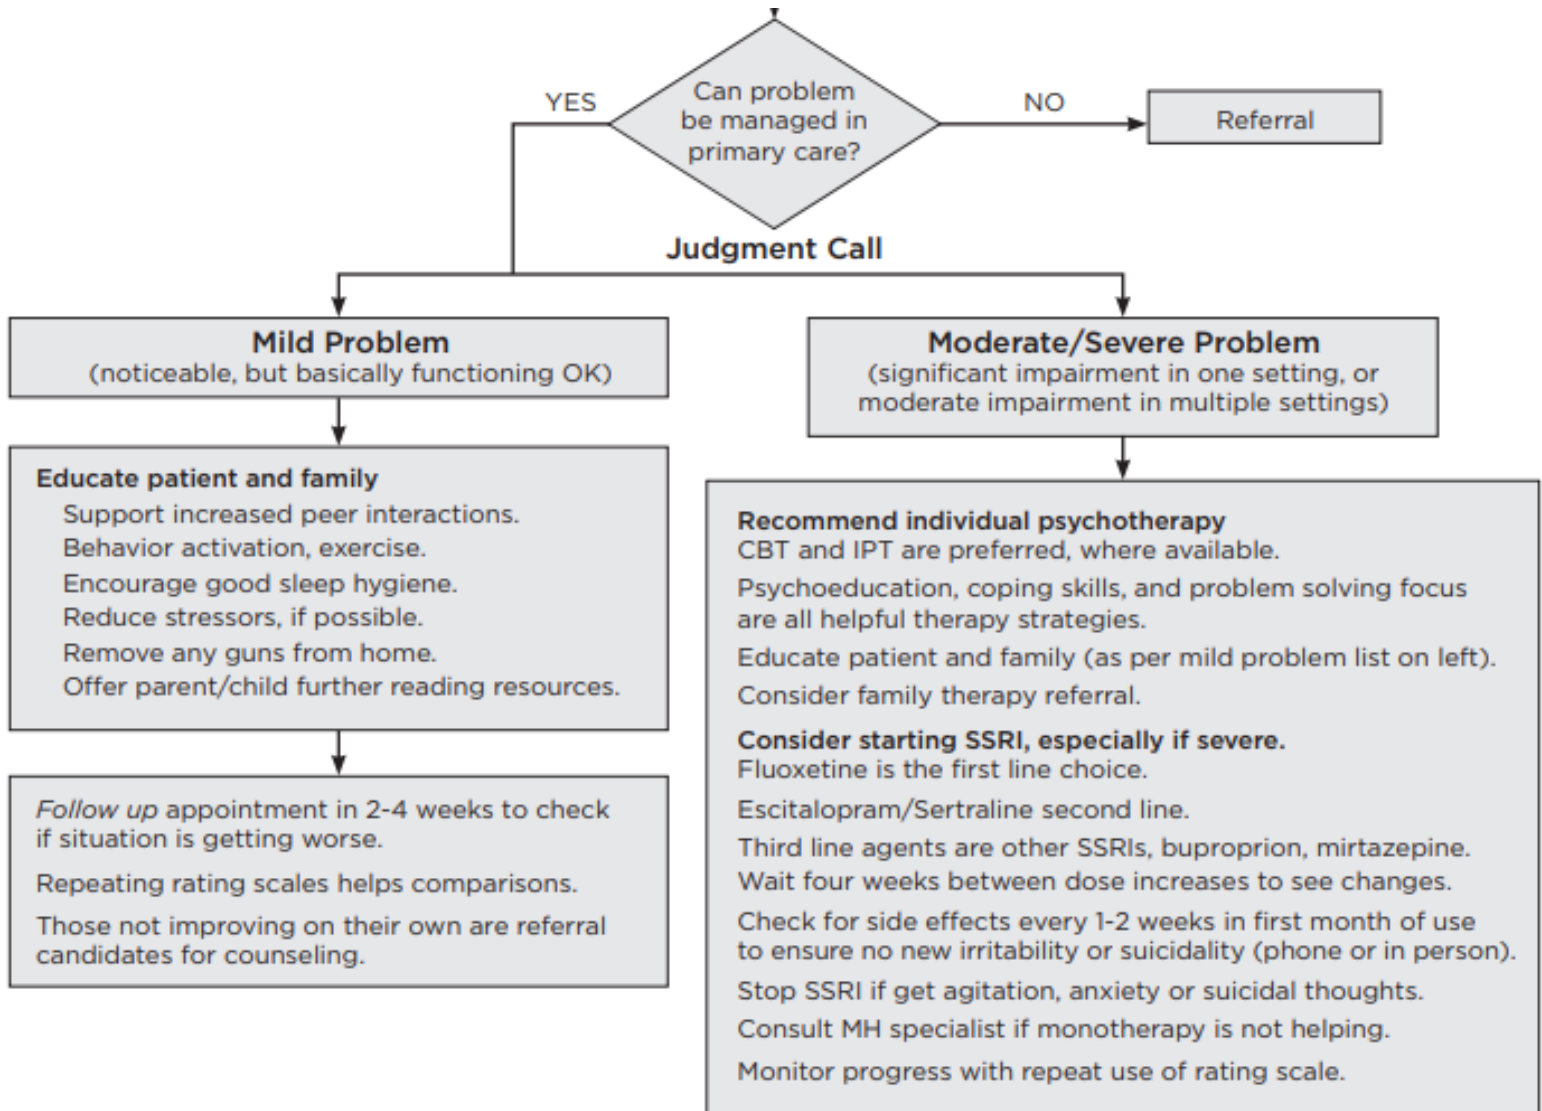 Can problem
be managed in
primary care?
YES
NO
Referral
Judgment Call
Mild Problem
(noticeable, but basically functioning OK)
Educate patient and family
Support increased peer interactions.
Behavior activation, exercise.
Encourage good sleep hygiene.
Reduce stressors, if possible.
Remove any guns from home.
Offer parent/child further reading resources.
Follow up appointment in 2-4 weeks to check
if situation is getting worse.
Repeating rating scales helps comparisons.
Those not improving on their own are referral
candidates for counseling.
Moderate/Severe Problem
(significant impairment in one setting, or
moderate impairment in multiple settings)
Recommend individual psychotherapy
CBT and IPT are preferred, where available.
Psychoeducation, coping skills, and problem solving focus
are all helpful therapy strategies.
Educate patient and family (as per mild problem list on left).
Consider family therapy referral.
Consider starting SSRI, especially if severe.
Fluoxetine is the first line choice.
Escitalopram/Sertraline second line.
Third line agents are other SSRIs, buproprion, mirtazepine.
Wait four weeks between dose increases to see changes.
Check for side effects every 1-2 weeks in first month of use
to ensure no new irritability or suicidality (phone or in person).
Stop SSRI if get agitation, anxiety or suicidal thoughts.
Consult MH specialist if monotherapy is not helping.
Monitor progress with repeat use of rating scale.